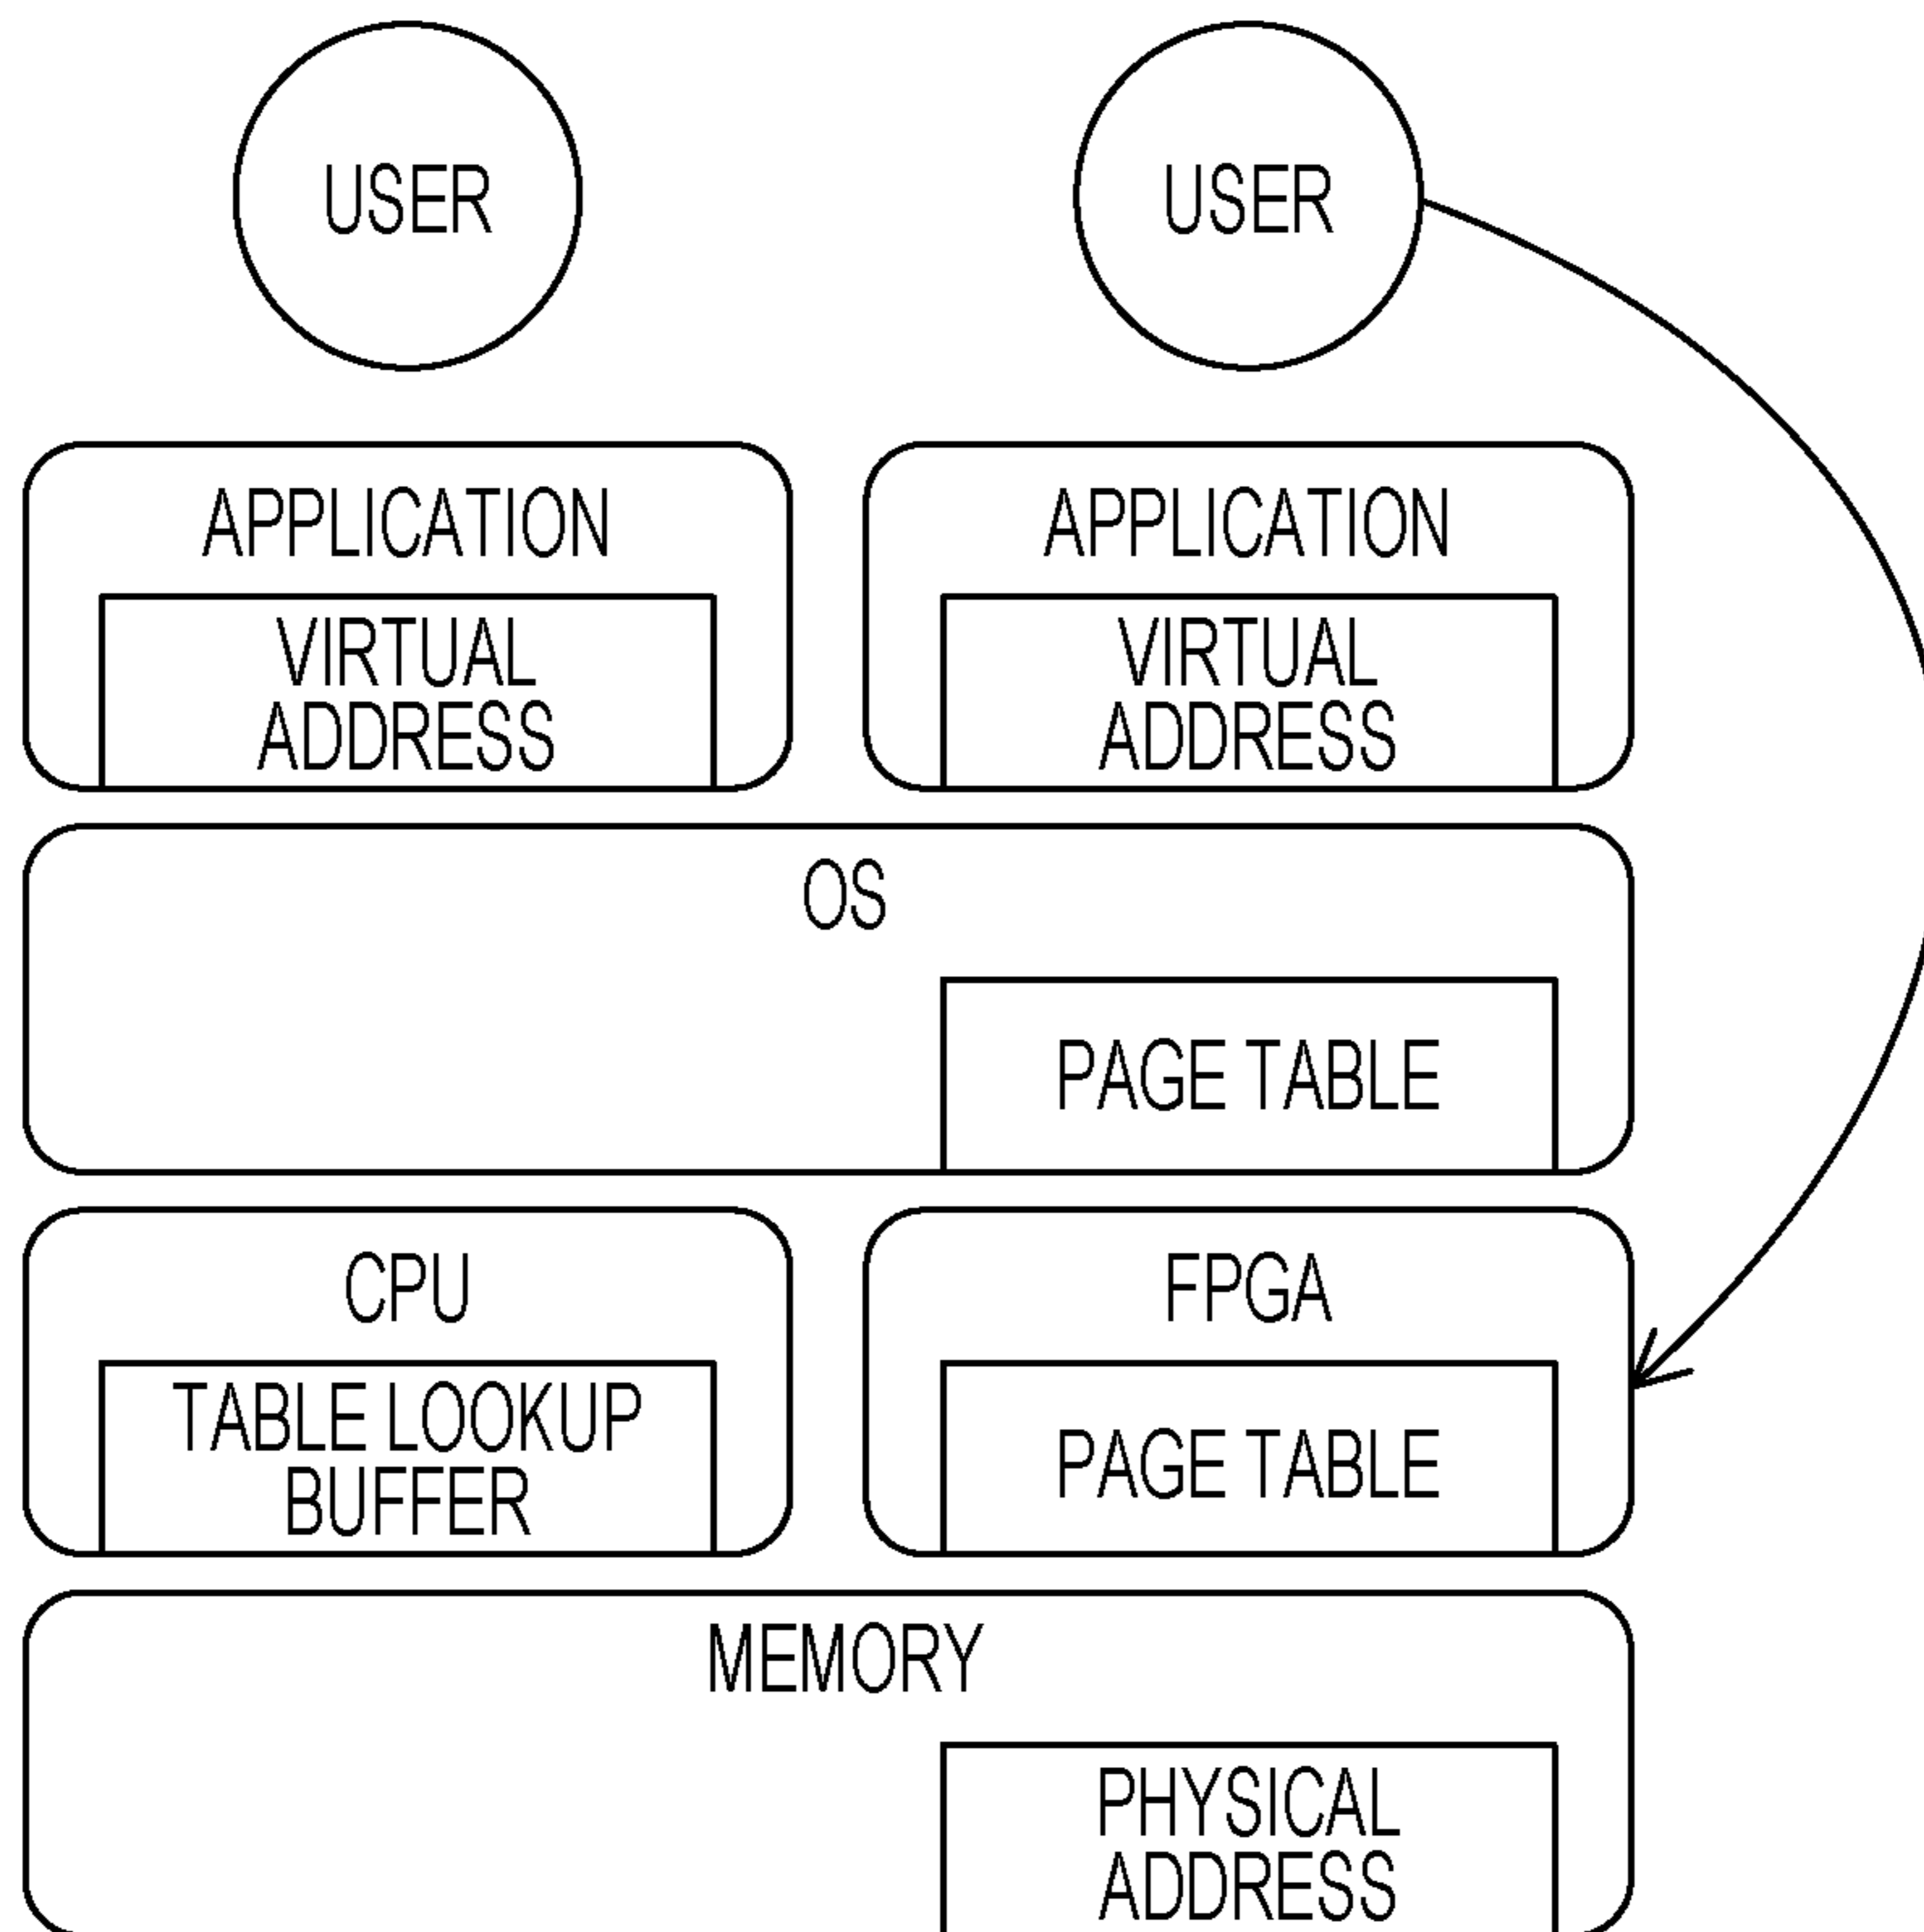 USER
USER
APPLICATION
VIRTUAL
ADDRESS
APPLICATION
VIRTUAL
ADDRESS
OS
PAGE TABLE
CPU
TABLE LOOKUP
BUFFER
FPGA
PAGE TABLE
MEMORY
PHYSICAL
ADDRESS